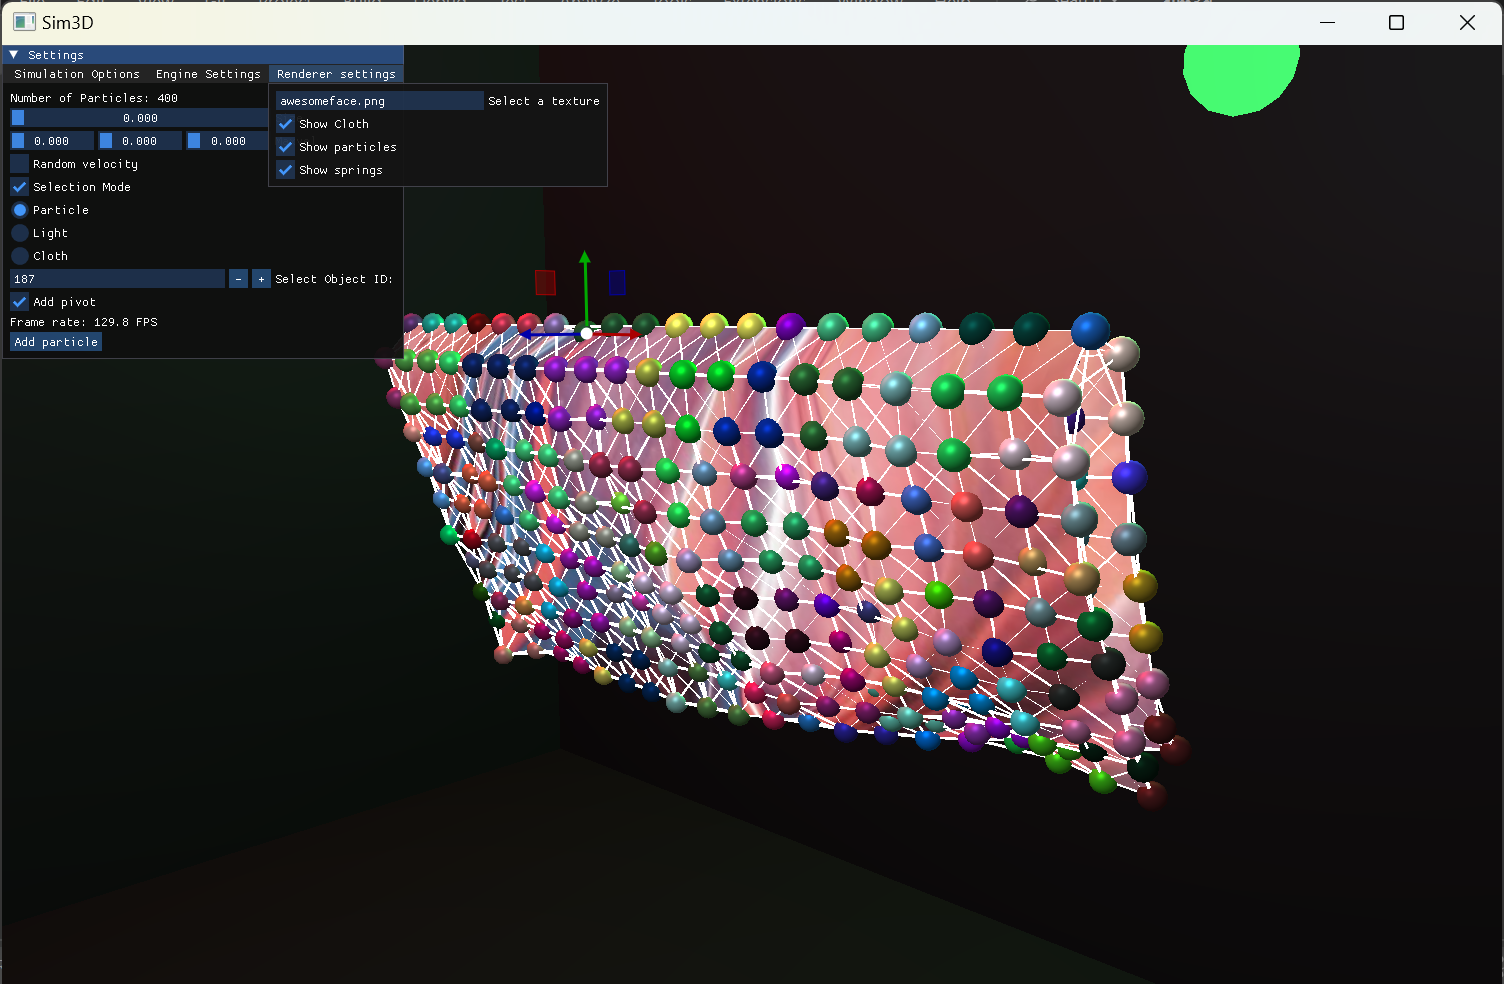 Sim3D
Settings
Simulation Options Engine Settings Renderer settings
Number of Particles: 400
0.000
0.000 0.000 0.000
Random velocity
Selection Mode
Particle
Light
Cloth
187 - + Select Object ID:
Add pivot
Frame rate: 129.8 FPS
Add particle
awesomeface.png Select a texture
Show Cloth
Show particles
Show springs